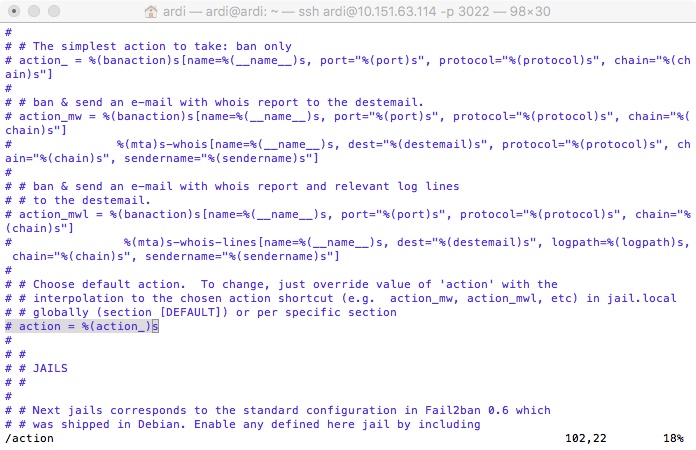 ardi — ardi@ardi: ~ — ssh ardi@10.151.63.114 -p 3022 — 98×30
#
# # The simplest action to take: ban only
# action_ = %(banaction)s[name=%(__name__)s, port="%(port)s", protocol="%(protocol)s", chain="%(ch
ain)s"]
#
# # ban & send an e-mail with whois report to the destemail.
# action_mw = %(banaction)s[name=%(__name__)s, port="%(port)s", protocol="%(protocol)s", chain="%(
chain)s"]
#              %(mta)s-whois[name=%(__name__)s, dest="%(destemail)s", protocol="%(protocol)s", ch
ain="%(chain)s", sendername="%(sendername)s"]
#
# # ban & send an e-mail with whois report and relevant log lines
# # to the destemail.
# action_mwl = %(banaction)s[name=%(__name__)s, port="%(port)s", protocol="%(protocol)s", chain="%
(chain)s"]
#               %(mta)s-whois-lines[name=%(__name__)s, dest="%(destemail)s", logpath=%(logpath)s,
 chain="%(chain)s", sendername="%(sendername)s"]
#
# # Choose default action.  To change, just override value of 'action' with the
# # interpolation to the chosen action shortcut (e.g.  action_mw, action_mwl, etc) in jail.local
# # globally (section [DEFAULT]) or per specific section
# action = %(action_)s
#
# #
# # JAILS
# #
#
# # Next jails corresponds to the standard configuration in Fail2ban 0.6 which
# # was shipped in Debian. Enable any defined here jail by including
/action 102,22 18%